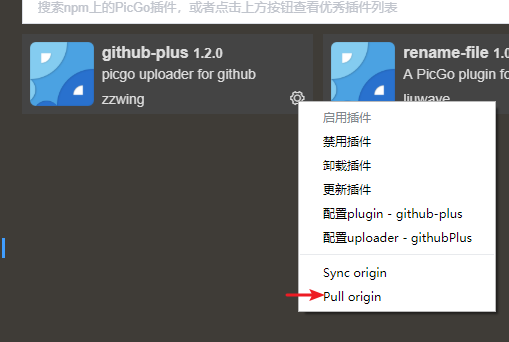 搜索npm上的PicGo插件，或者点击上方按钮查看优秀插件列表
github-plus 1.2.0
picgo uploader for github
zzwing
rename-file 1.0
A PicGo plugin fo
liuwave
启用插件
禁用插件
卸载插件
更新插件
配置plugin - github-plus
配置uploader - githubPlus
Sync origin
Pull origin